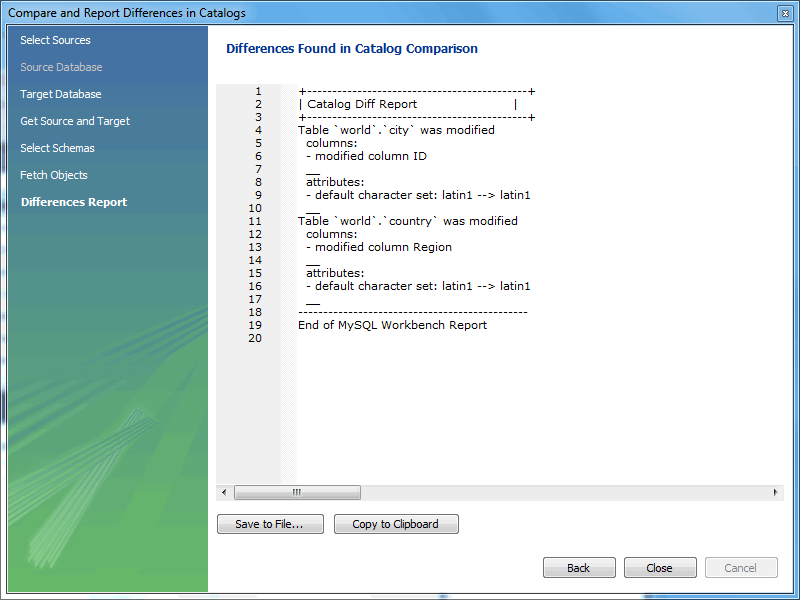 Compare and Report Differences in Catalogs
Select Sources
Source Database
Target Database
Get Source and Target
Select Schemas
Fetch Objects
Differences Report
Differences Found in Catalog Comparison
1 +--------------------------------------------+
2 | Catalog Diff Report |
3 +--------------------------------------------+
4 Table `world`.`city` was modified
5 columns:
6 - modified column ID
7 __
8 attributes:
9 - default character set: latin1 --> latin1
10 __
11 Table `world`.`country` was modified
12 columns:
13 - modified column Region
14 __
15 attributes:
16 - default character set: latin1 --> latin1
17 __
18 ----------------------------------------------
19 End of MySQL Workbench Report
20
Save to File...
Copy to Clipboard
Back
Close
Cancel